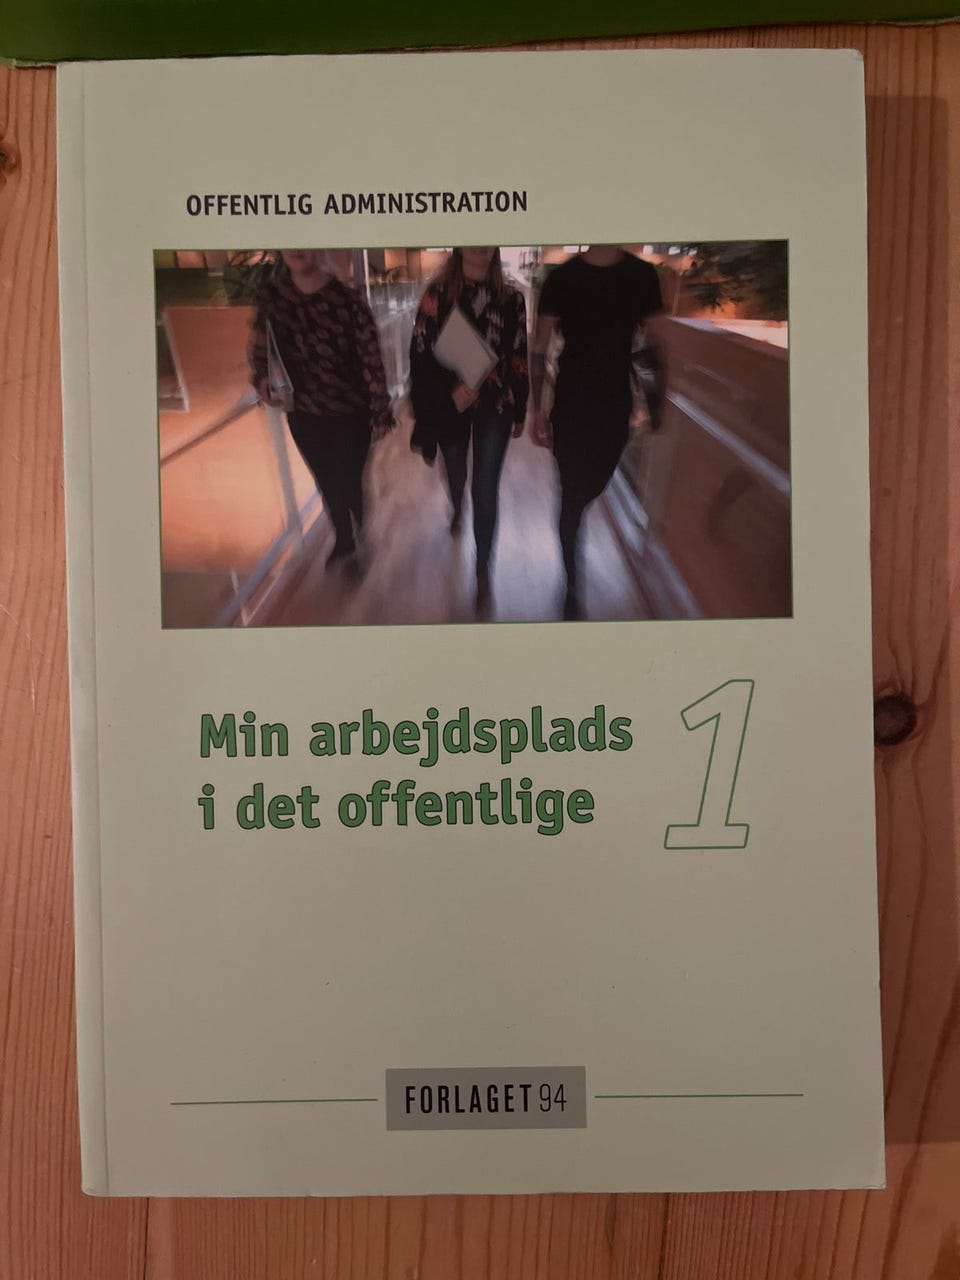 OFFENTLIG ADMINISTRATION
Min arbejdsplads
i det offentlige
1
FORLAGET 94